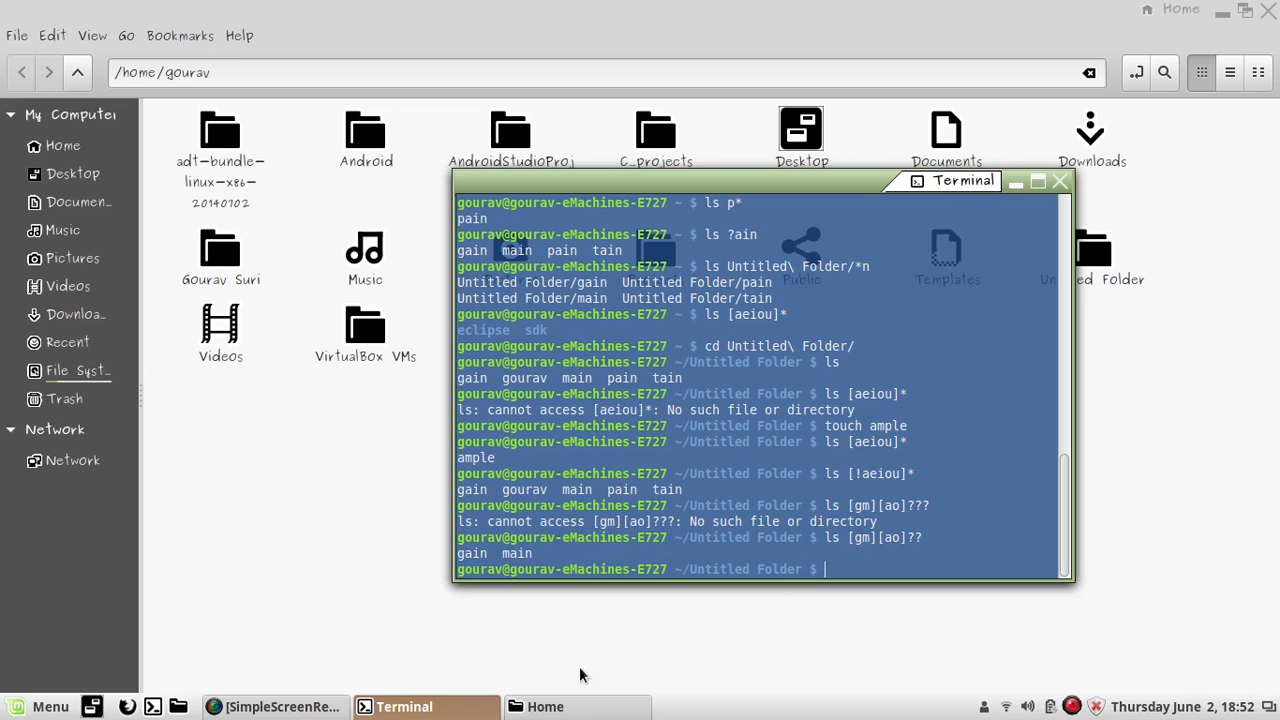 Home
File Edit View Go Bookmarks Help
/home/gourav
My Computer
Home
Desktop
Documen...
Music
Pictures
Videos
Downloa...
Recent
File Syst...
Trash
Network
Network
adt-bundle-
linux-x86-
20140702
Android
AndroidStudioProj
C_projects
Desktop
Documents
Downloads
Gourav Suri
Music
Public
Templates
Videos
VirtualBox VMs
Terminal
gourav@gourav-eMachines-E727 ~ $ ls p*
pain
gourav@gourav-eMachines-E727 ~ $ ls ?ain
gain main pain tain
gourav@gourav-eMachines-E727 ~ $ ls Untitled\ Folder/*n
Untitled Folder/gain Untitled Folder/pain
Untitled Folder/main Untitled Folder/tain
gourav@gourav-eMachines-E727 ~ $ ls [aeiou]*
eclipse sdk
gourav@gourav-eMachines-E727 ~ $ cd Untitled\ Folder/
gourav@gourav-eMachines-E727 ~/Untitled Folder $ ls
gain gourav main pain tain
gourav@gourav-eMachines-E727 ~/Untitled Folder $ ls [aeiou]*
ls: cannot access [aeiou]*: No such file or directory
gourav@gourav-eMachines-E727 ~/Untitled Folder $ touch ample
gourav@gourav-eMachines-E727 ~/Untitled Folder $ ls [aeiou]*
ample
gourav@gourav-eMachines-E727 ~/Untitled Folder $ ls [!aeiou]*
gain gourav main pain tain
gourav@gourav-eMachines-E727 ~/Untitled Folder $ ls [gm][ao]???
ls: cannot access [gm][ao]???: No such file or directory
gourav@gourav-eMachines-E727 ~/Untitled Folder $ ls [gm][ao]??
gain main
gourav@gourav-eMachines-E727 ~/Untitled Folder $
Menu
[SimpleScreenRe...
Terminal
Home
Thursday June 2, 18:52